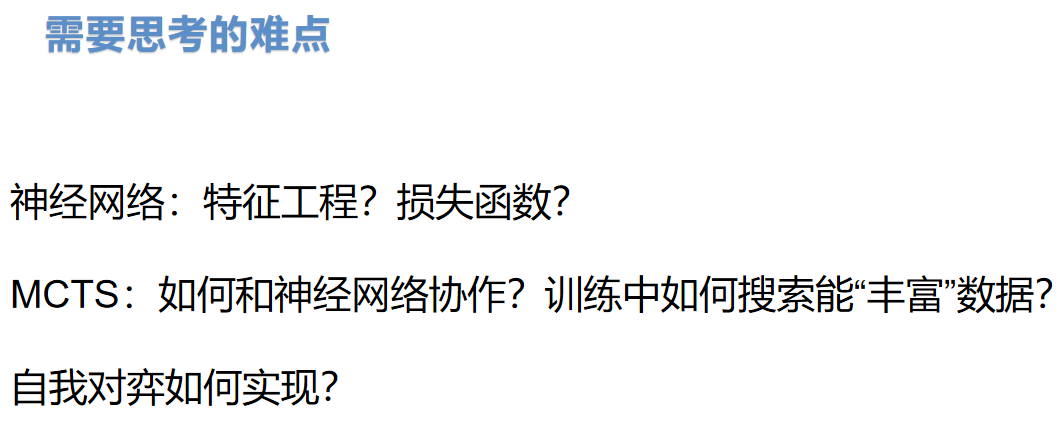 需要思考的难点
神经网络：特征工程？损失函数？
MCTS：如何和神经网络协作？训练中如何搜索能“丰富”数据？
自我对弈如何实现？